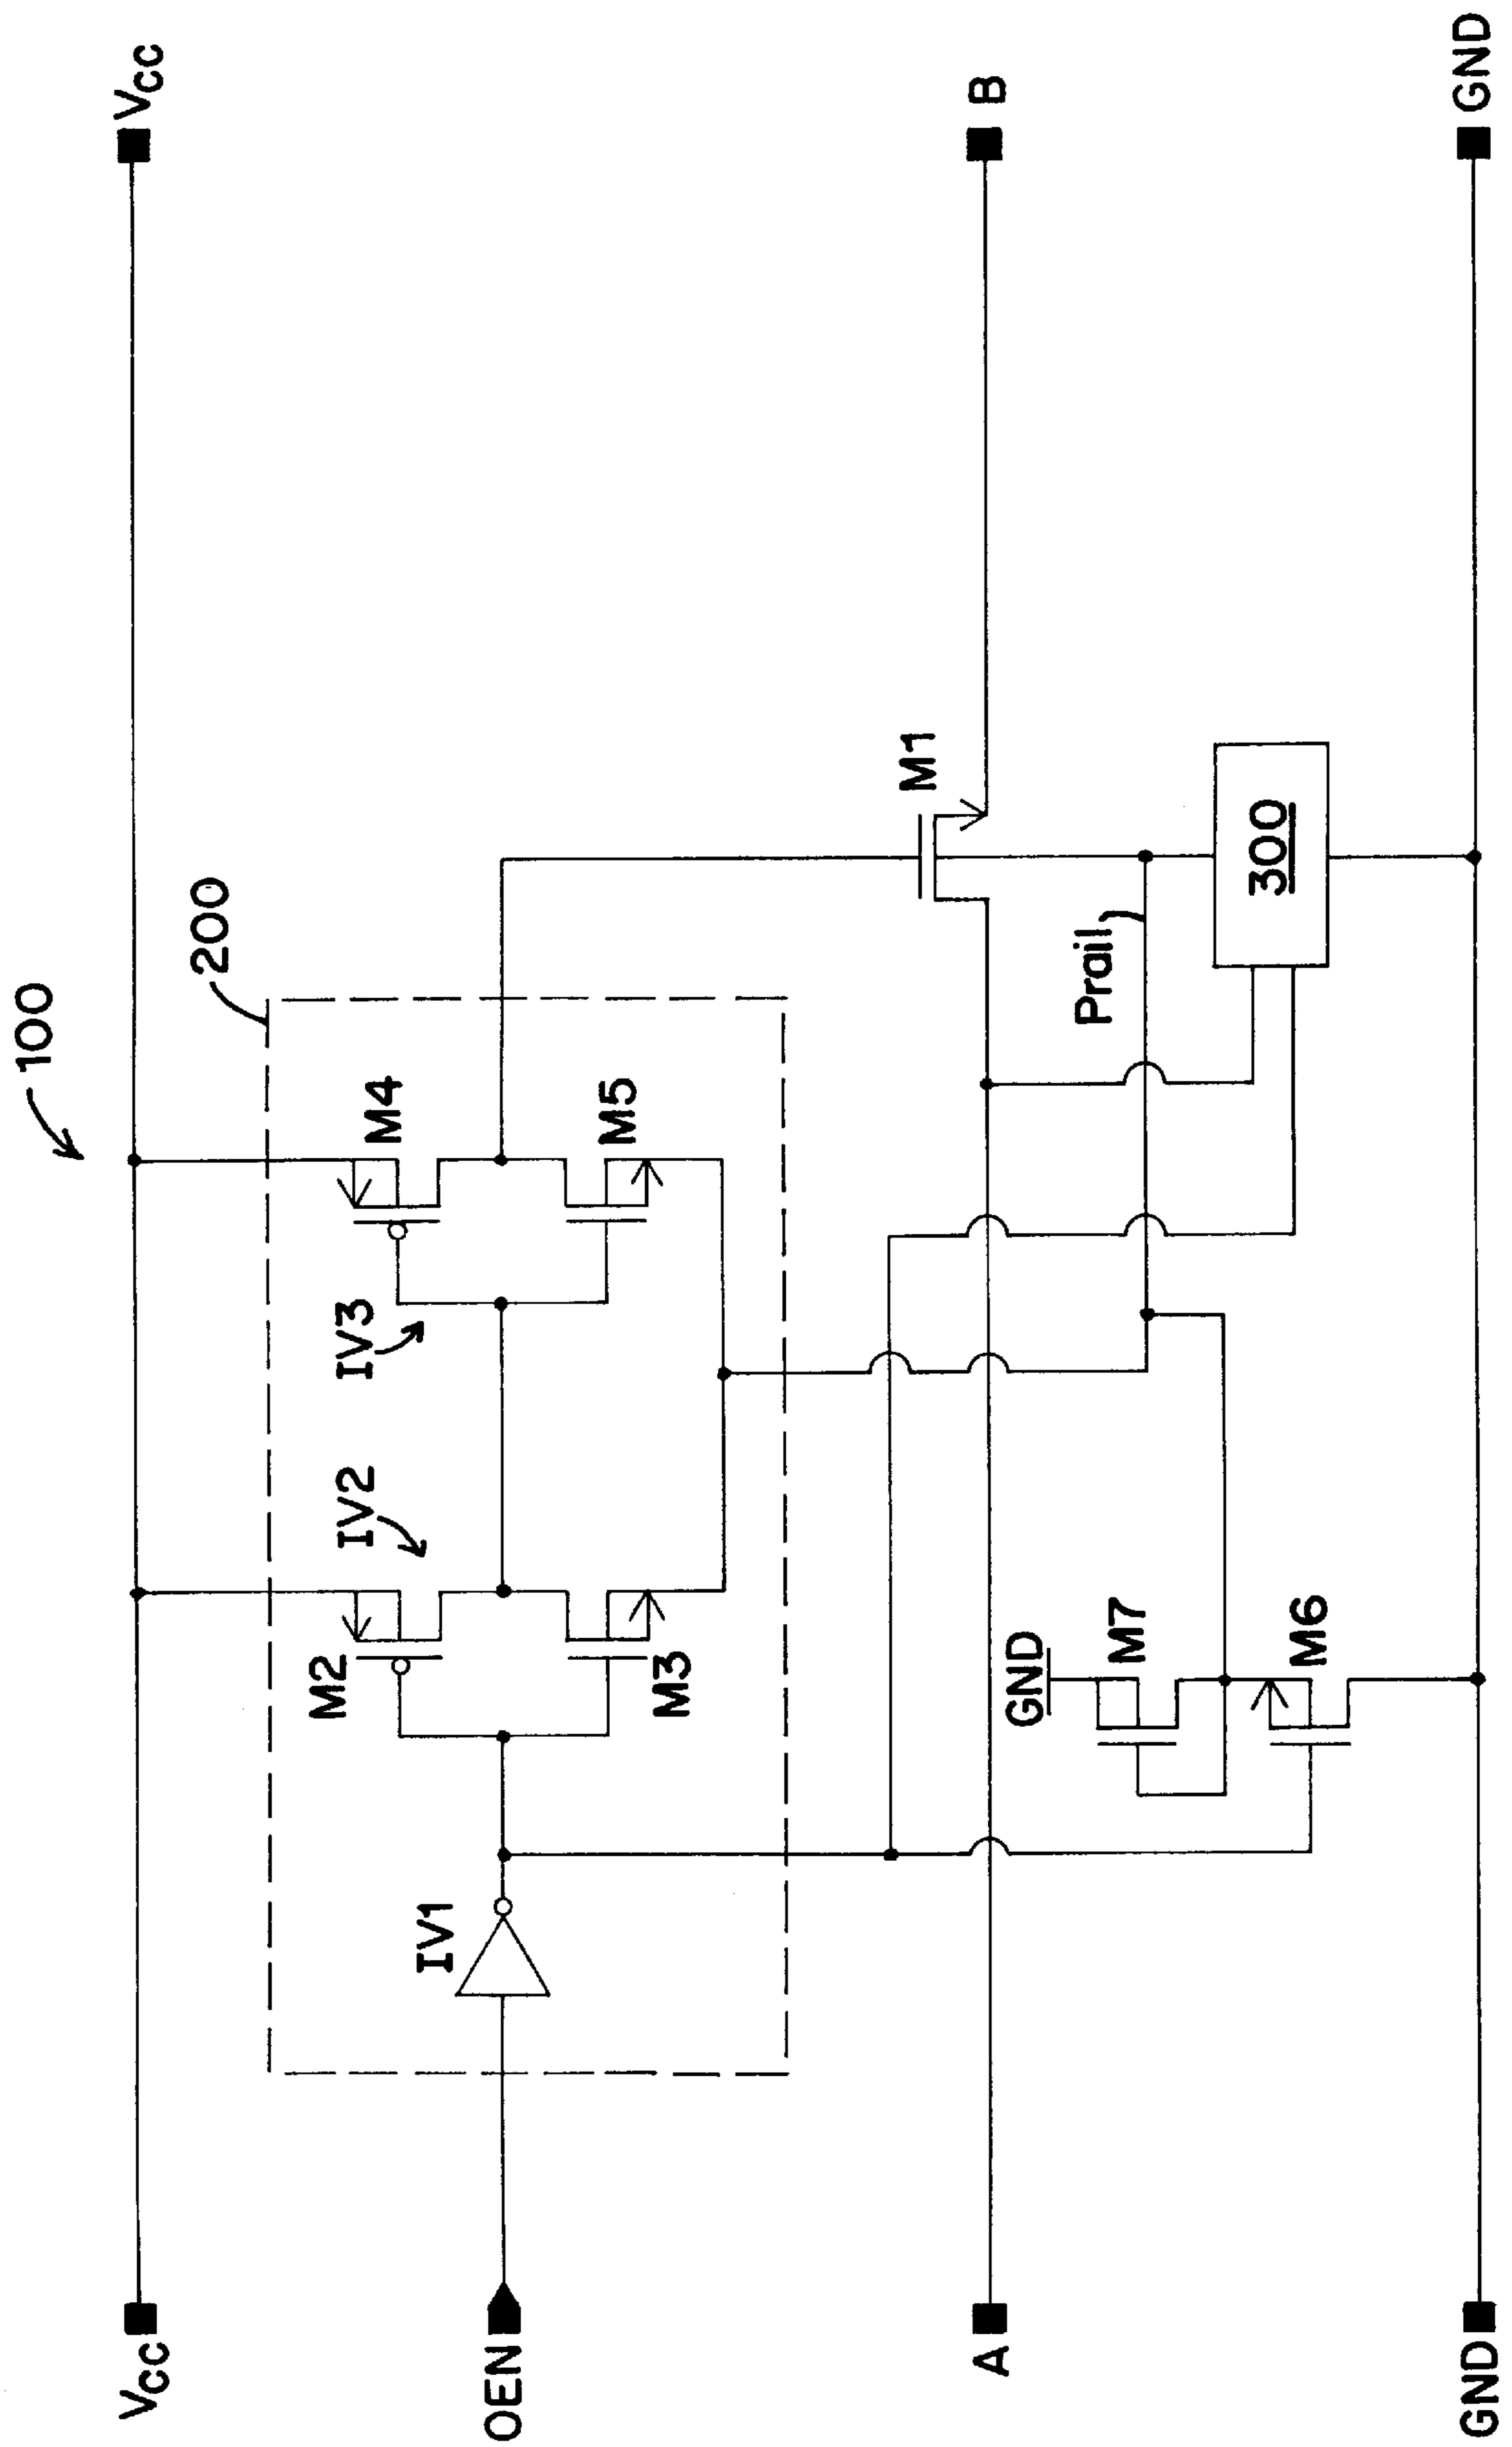 100
VCC
VCC
200
M4
IV3
M5
IV2
M2
M3
IV1
OEN
M1
B
A
Prail
300
GND
M7
M6
GND
GND